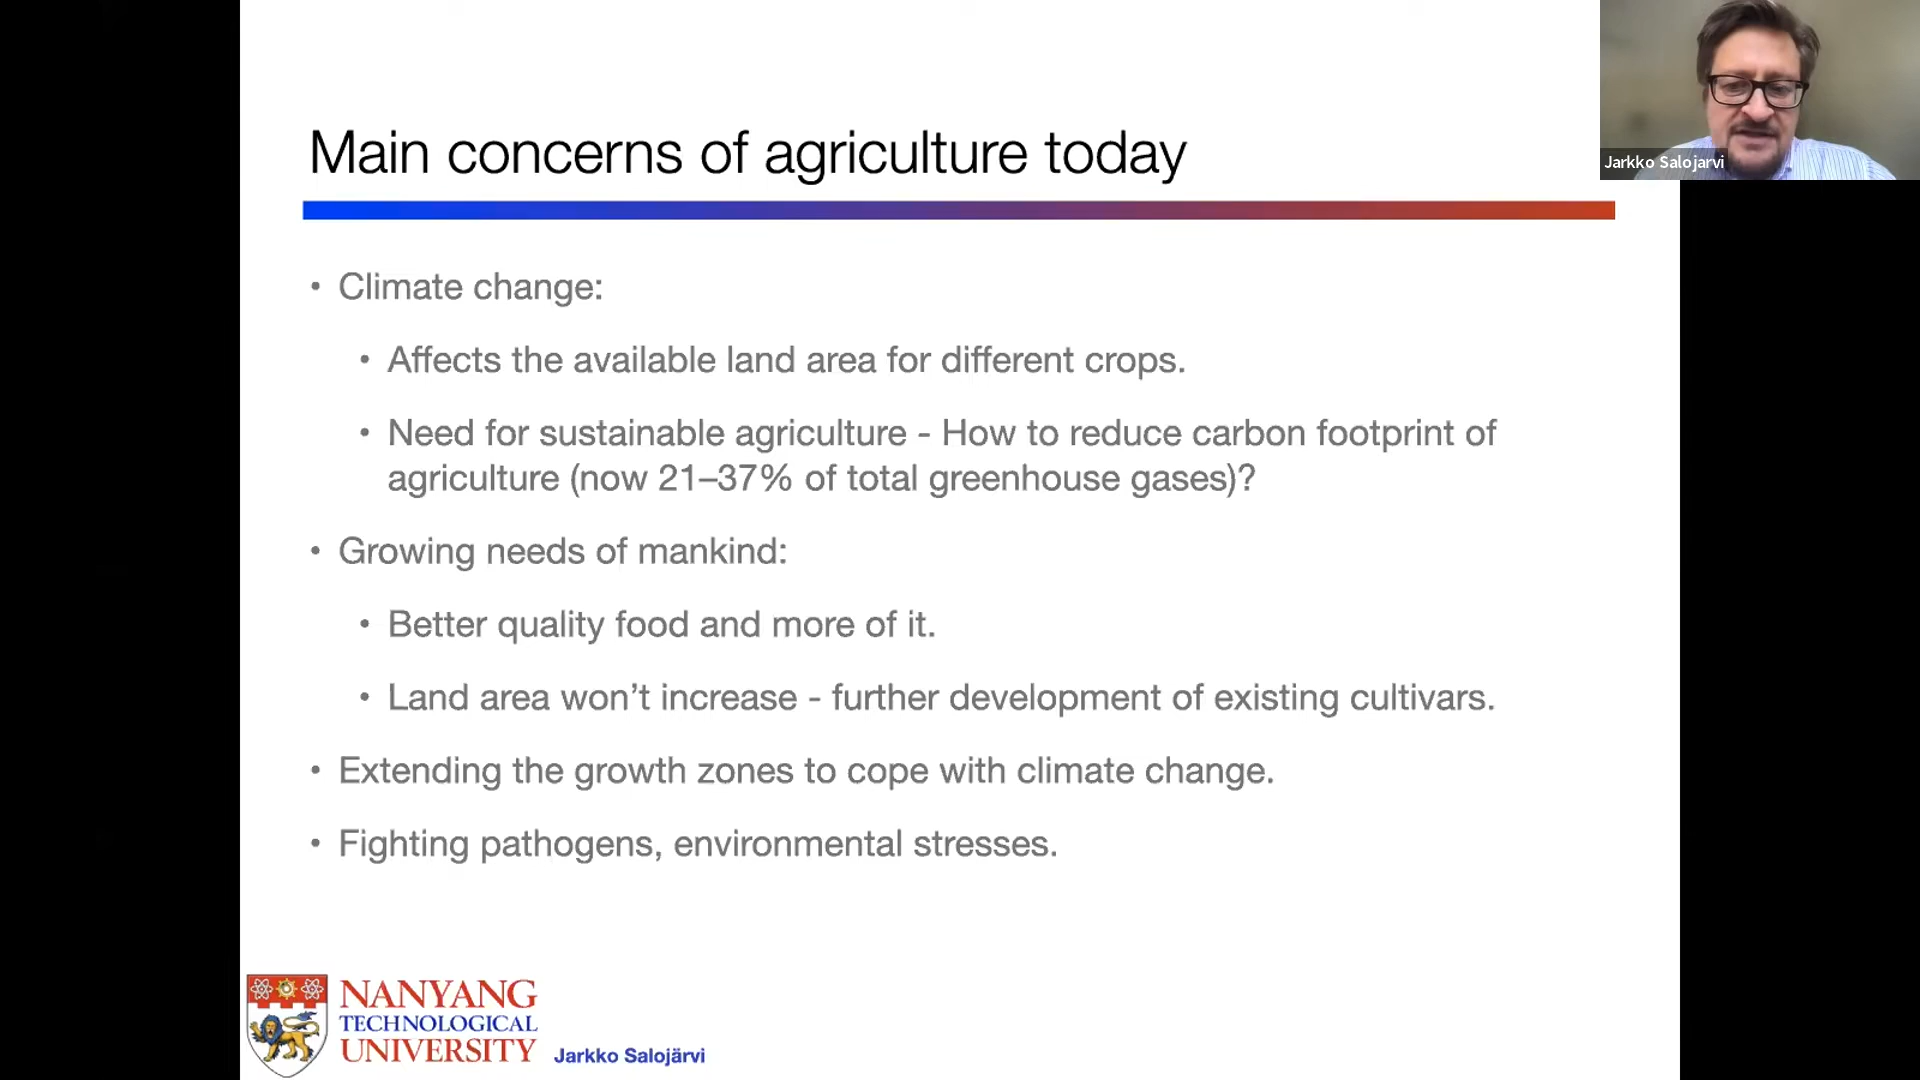 Main concerns of agriculture today
Jarkko Salojarvi
• Climate change:
• Affects the available land area for different crops.
• Need for sustainable agriculture - How to reduce carbon footprint of
agriculture (now 21–37% of total greenhouse gases)?
• Growing needs of mankind:
• Better quality food and more of it.
• Land area won’t increase - further development of existing cultivars.
• Extending the growth zones to cope with climate change.
• Fighting pathogens, environmental stresses.
NANYANG
TECHNOLOGICAL
UNIVERSITY
Jarkko Salojärvi